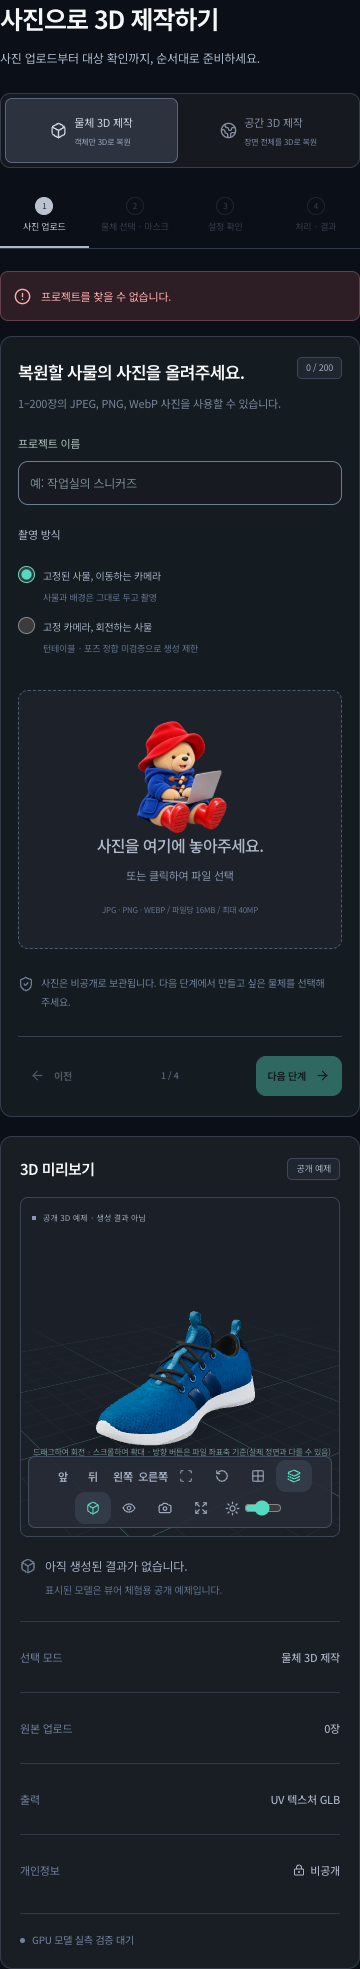 사진으로 3D 제작하기
사진 업로드부터 대상 확인까지, 순서대로 준비하세요.
물체 3D 제작
객체만 3D로 복원
공간 3D 제작
장면 전체를 3D로 복원
1
2
3
4
사진 업로드
물체 선택 · 마스크
설정 확인
처리 · 결과
프로젝트를 찾을 수 없습니다.
복원할 사물의 사진을 올려주세요.
0 / 200
1–200장의 JPEG, PNG, WebP 사진을 사용할 수 있습니다.
프로젝트 이름
예: 작업실의 스니커즈
촬영 방식
고정된 사물, 이동하는 카메라
사물과 배경은 그대로 두고 촬영
고정 카메라, 회전하는 사물
턴테이블 · 포즈 정합 미검증으로 생성 제한
사진을 여기에 놓아주세요.
또는 클릭하여 파일 선택
JPG · PNG · WEBP / 파일당 16MB / 최대 40MP
사진은 비공개로 보관됩니다. 다음 단계에서 만들고 싶은 물체를 선택해
주세요.
이전
1 / 4
다음 단계
3D 미리보기
공개 예제
공개 3D 예제 · 생성 결과 아님
드래그하여 회전 · 스크롤하여 확대 · 방향 버튼은 파일 좌표축 기준(실제 정면과 다를 수 있음)
앞 뒤 왼쪽 오른쪽
아직 생성된 결과가 없습니다.
표시된 모델은 뷰어 체험용 공개 예제입니다.
선택 모드
물체 3D 제작
원본 업로드
0장
출력
UV 텍스처 GLB
개인정보
비공개
GPU 모델 실측 검증 대기